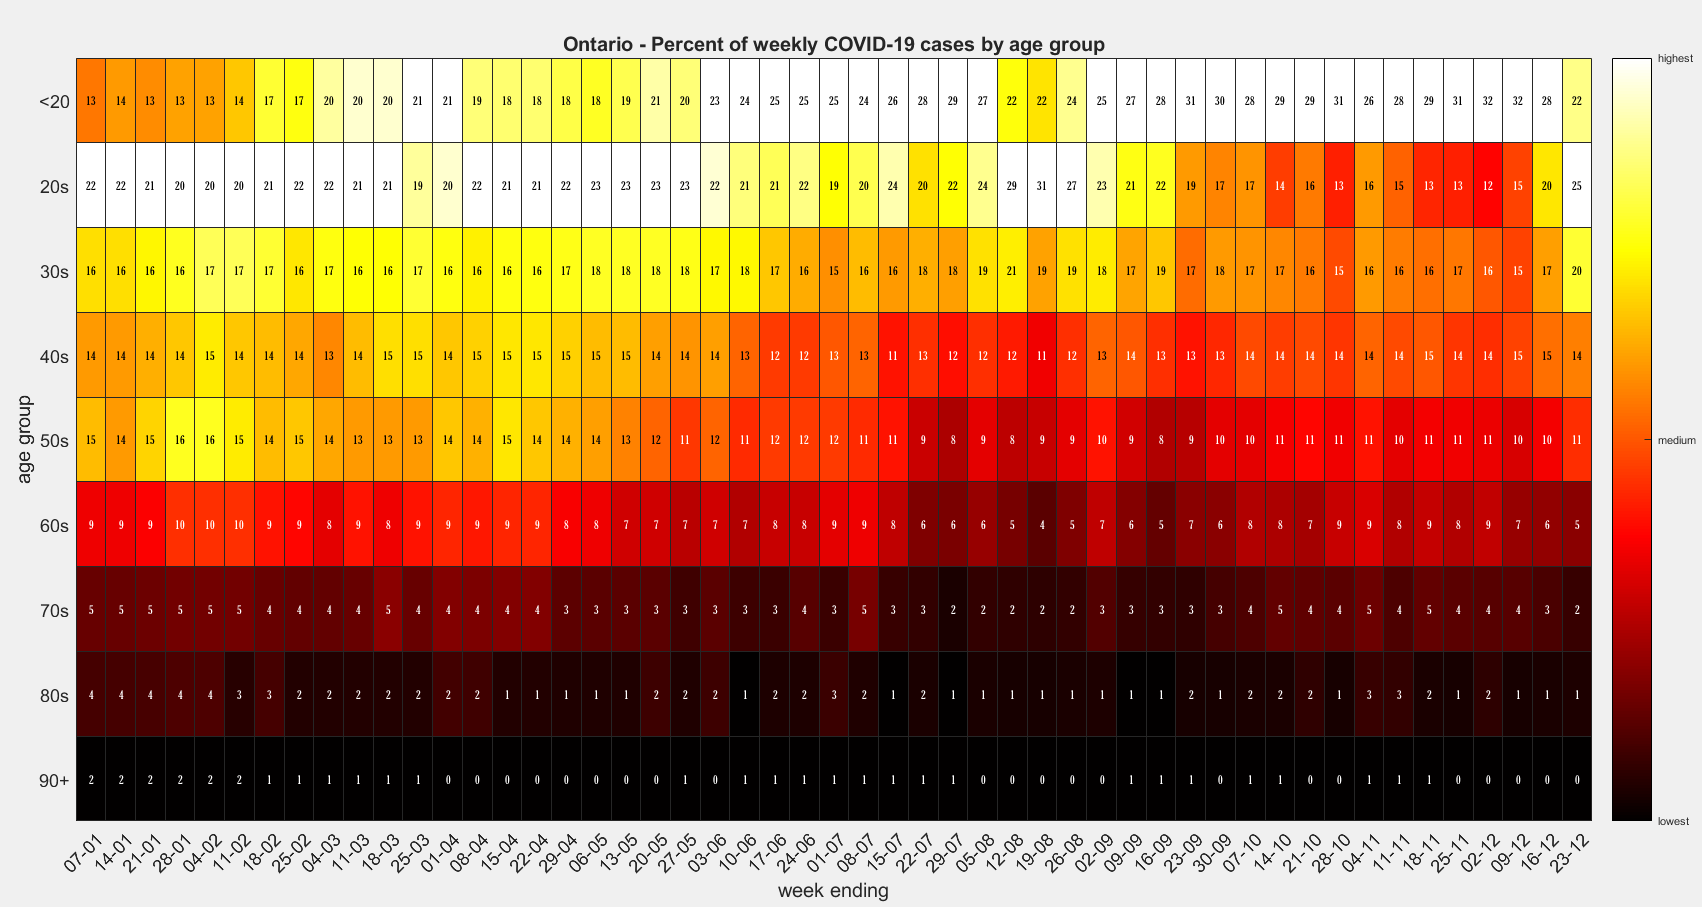 Ontario - Percent of weekly COVID-19 cases by age group
highest
<20 13 14 13 13 13 14 17 17 20 20 20 21 21 19 18 18 18 18 19 21 20 23 24 25 25 25 24 26 28 29 27 22 22 24 25 27 28 31 30 28 29 29 31 26 28 29 31 32 32 28 22
20s 22 22 21 20 20 20 21 22 22 21 21 19 20 22 21 21 22 23 23 23 23 22 21 21 22 19 20 24 20 22 24 29 31 27 23 21 22 19 17 17 14 16 13 16 15 13 13 12 15 20 25
30s 16 16 16 16 17 17 17 16 17 16 16 17 16 16 16 16 17 18 18 18 18 17 18 17 16 15 16 16 18 18 19 21 19 19 18 17 19 17 18 17 17 16 15 16 16 16 17 16 15 17 20
40s 14 14 14 14 15 14 14 14 13 14 15 15 14 15 15 15 15 15 15 14 14 14 13 12 12 13 13 11 13 12 12 12 11 12 13 14 13 13 13 14 14 14 14 14 14 15 14 14 15 15 14
medium
50s 15 14 15 16 16 15 14 15 14 13 13 13 14 14 15 14 14 14 13 12 11 12 11 12 12 12 11 11 9 8 9 8 9 9 10 9 8 9 10 10 11 11 11 11 10 11 11 11 10 10 11
60s 9 9 9 10 10 10 9 9 8 9 8 9 9 9 9 9 8 8 7 7 7 7 7 8 8 9 9 8 6 6 6 5 4 5 7 6 5 7 6 8 8 7 9 9 8 9 8 9 7 6 5
70s 5 5 5 5 5 5 4 4 4 4 5 4 4 4 4 4 3 3 3 3 3 3 3 3 4 3 5 3 3 2 2 2 2 2 3 3 3 3 3 4 5 4 4 5 4 5 4 4 4 3 2
80s 4 4 4 4 4 3 3 2 2 2 2 2 2 2 1 1 1 1 1 2 2 2 1 2 2 3 2 1 2 1 1 1 1 1 1 1 1 2 1 2 2 2 1 3 3 2 1 2 1 1 1
90+ 2 2 2 2 2 2 1 1 1 1 1 1 0 0 0 0 0 0 0 0 1 0 1 1 1 1 1 1 1 1 0 0 0 0 0 1 1 1 0 1 1 0 0 1 1 1 0 0 0 0 0
lowest
age group
07-01 14-01 21-01 28-01 04-02 11-02 18-02 25-02 04-03 11-03 18-03 25-03 01-04 08-04 15-04 22-04 29-04 06-05 13-05 20-05 27-05 03-06 10-06 17-06 24-06 01-07 08-07 15-07 22-07 29-07 05-08 12-08 19-08 26-08 02-09 09-09 16-09 23-09 30-09 07-10 14-10 21-10 28-10 04-11 11-11 18-11 25-11 02-12 09-12 16-12 23-12
week ending